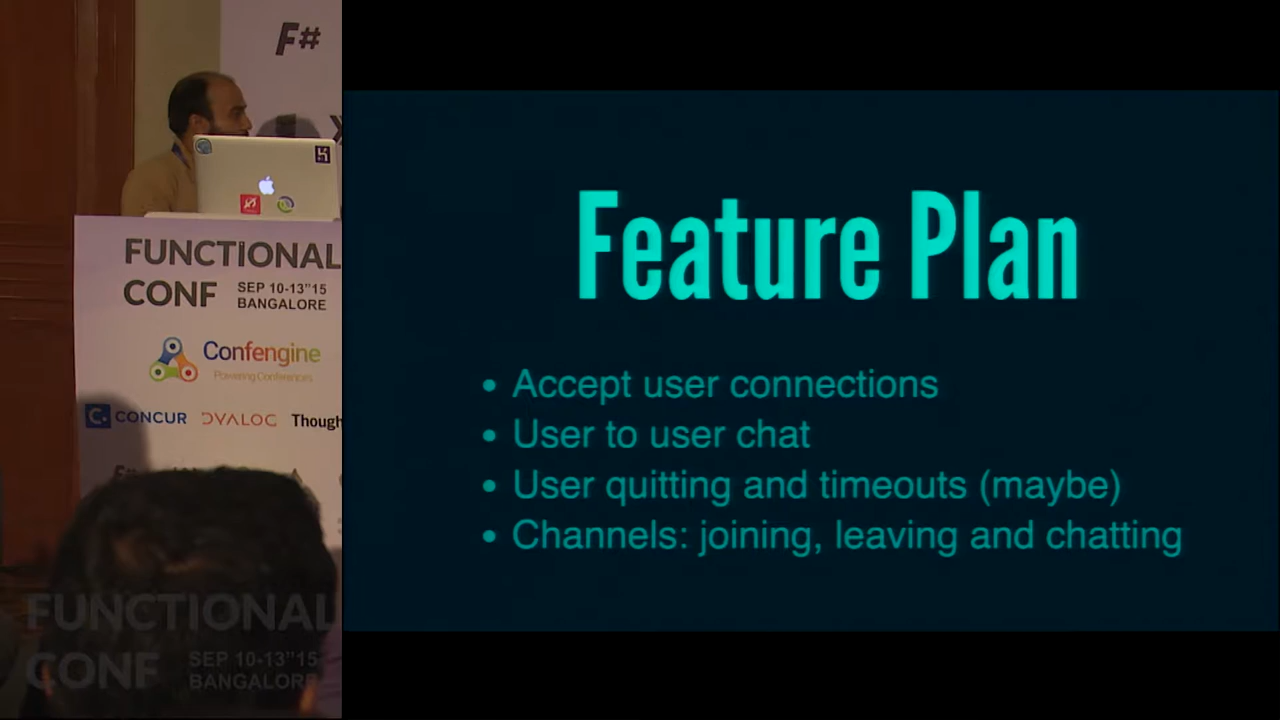 F#
FUNCTIONAL
CONF SEP 10-13"15
BANGALORE
Confengine
Powering Conferences
CONCUR DYALOG Though
FUNCTIONAL
CONF SEP 10-13"15
BANGALORE
Feature Plan
• Accept user connections
• User to user chat
• User quitting and timeouts (maybe)
• Channels: joining, leaving and chatting